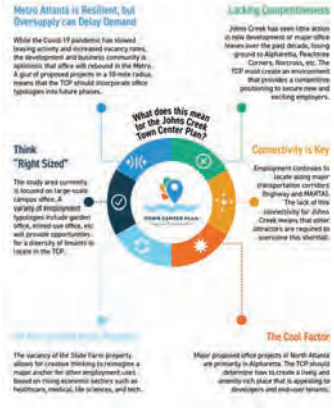 Metro Atlanta is Resilient, but
Oversupply can Delay Demand
While the Covid-19 pandemic has slowed
leasing activity and increased vacancy rates,
the development and business community is
optimistic that office will rebound in the Metro.
A glut of proposed projects in a 10-mile radius
means that the TCP should incorporate office
typologies into future phases.
Lacking Competitiveness
Johns Creek has seen little action
in new development of major office
leases over the past decade, losing
ground to Alpharetta, Peachtree
Corners, Norcross, etc. The
TCP must create an environment
that provides a competitive
positioning to secure new and
exciting employers.
What does this mean
for the Johns Creek
Town Center Plan?
Think
"Right Sized"
The study area currently
is focused on large-scale
campus office. A
variety of employment
typologies include garden
office, mixed-use office, etc
will provide opportunities
for a diversity of tenants to
locate in the TCP.
TOWN CENTER PLAN
Connectivity is Key
Employment continues to
locate along major
transportation corridors
(highway and MARTA).
The lack of this
connectivity for Johns
Creek means that other
attractors are required to
overcome this shortfall.
The vacancy of the State Farm property
allows for creative thinking to reimagine a
major anchor for other employment uses
based on rising economic sectors such as
healthcare, medical, life sciences, and tech.
The Cool Factor
Major proposed office projects in North Atlanta
are primarily in Alpharetta. The TCP should
determine how to create a lively and
amenity-rich place that is appealing to
developers and end-user tenants.